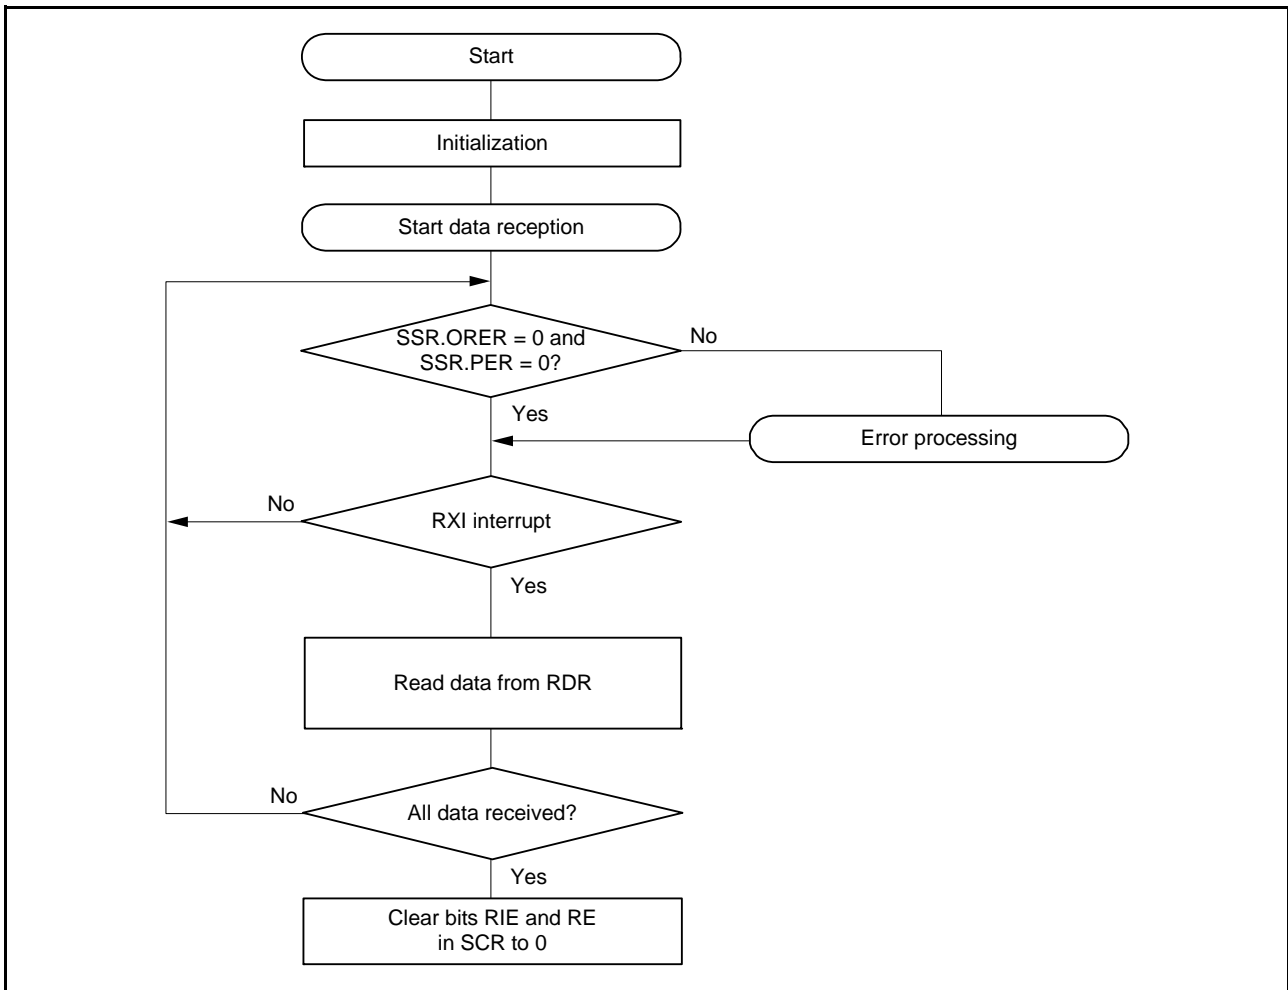 Start
Initialization
Start data reception
SSR.ORER = 0 and
SSR.PER = 0?
No
Yes
Error processing
No
RXI interrupt
Yes
Read data from RDR
No
All data received?
Yes
Clear bits RIE and RE
in SCR to 0